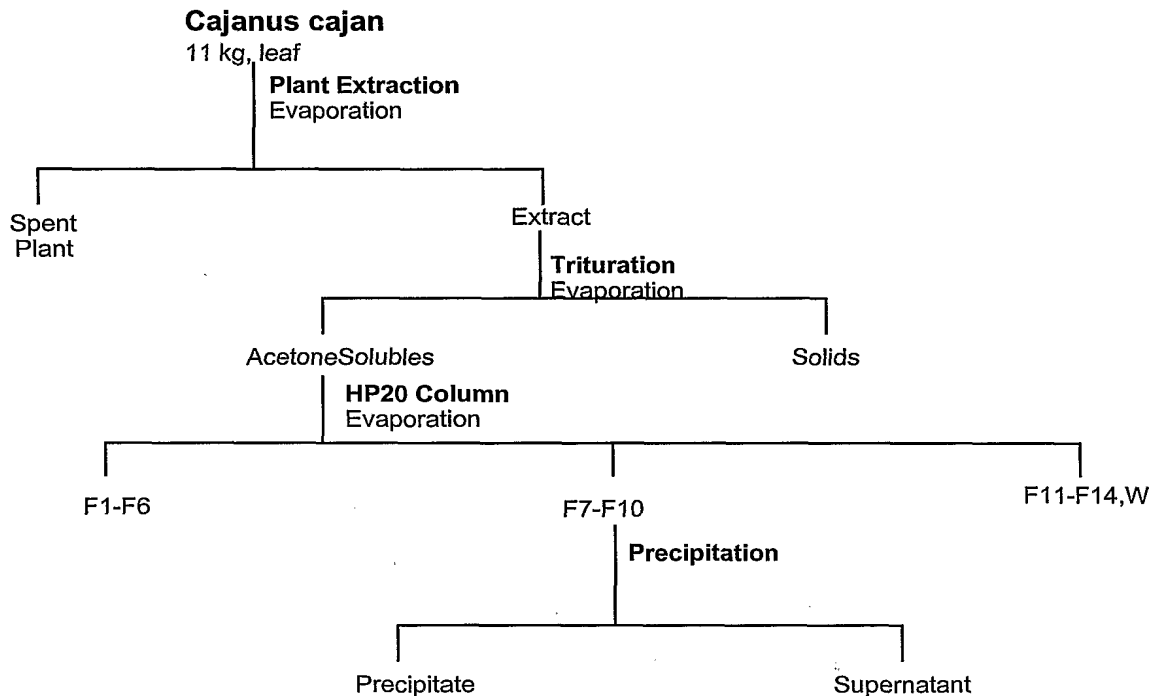 Cajanus cajan
11 kg, leaf
Plant Extraction
Evaporation
Spent
Plant
Extract
Trituration
Evaporation
AcetoneSolubles
Solids
HP20 Column
Evaporation
F1-F6
F7-F10
F11-F14,W
Precipitation
Precipitate
Supernatant